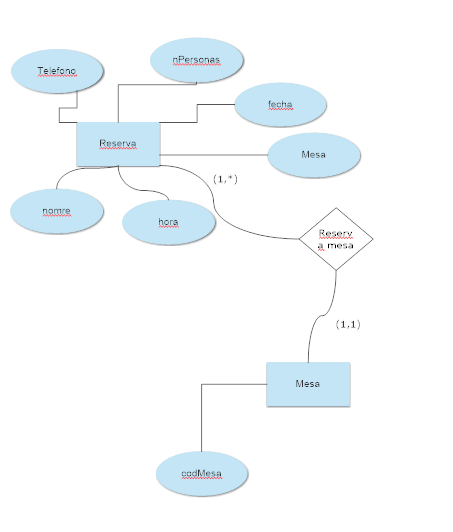 nPersonas
Telefono
fecha
Reserva
Mesa
(1,*)
nomre
hora
Reserv
a mesa
(1,1)
Mesa
codMesa